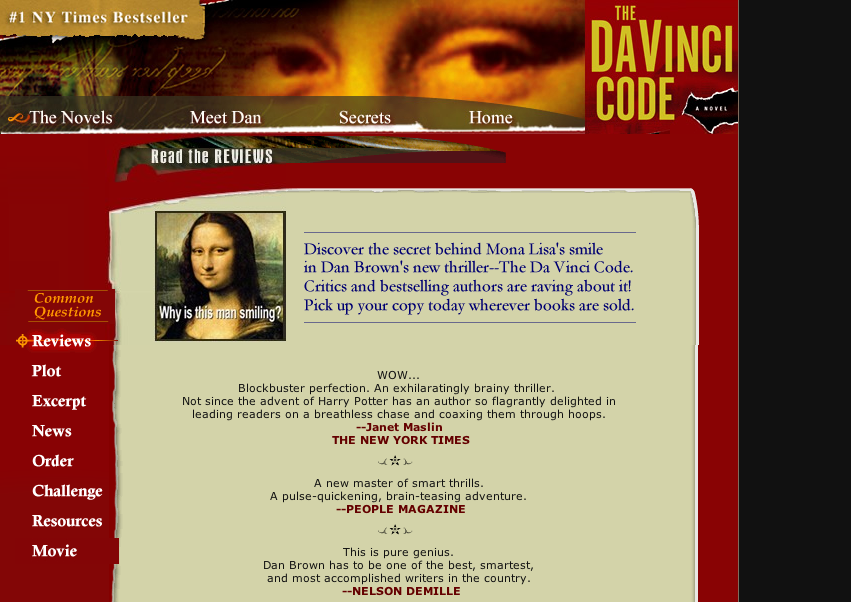 #1 NY Times Bestseller
THE
DAVINCI
CODE
A NOVEL
The Novels
Meet Dan
Secrets
Home
Read the REVIEWS
Why is this man smiling?
Discover the secret behind Mona Lisa's smile
in Dan Brown's new thriller--The Da Vinci Code.
Critics and bestselling authors are raving about it!
Pick up your copy today wherever books are sold.
Common
Questions
Reviews
Plot
Excerpt
News
Order
Challenge
Resources
Movie
WOW...
Blockbuster perfection. An exhilaratingly brainy thriller.
Not since the advent of Harry Potter has an author so flagrantly delighted in
leading readers on a breathless chase and coaxing them through hoops.
--Janet Maslin
THE NEW YORK TIMES
A new master of smart thrills.
A pulse-quickening, brain-teasing adventure.
--PEOPLE MAGAZINE
This is pure genius.
Dan Brown has to be one of the best, smartest,
and most accomplished writers in the country.
--NELSON DEMILLE